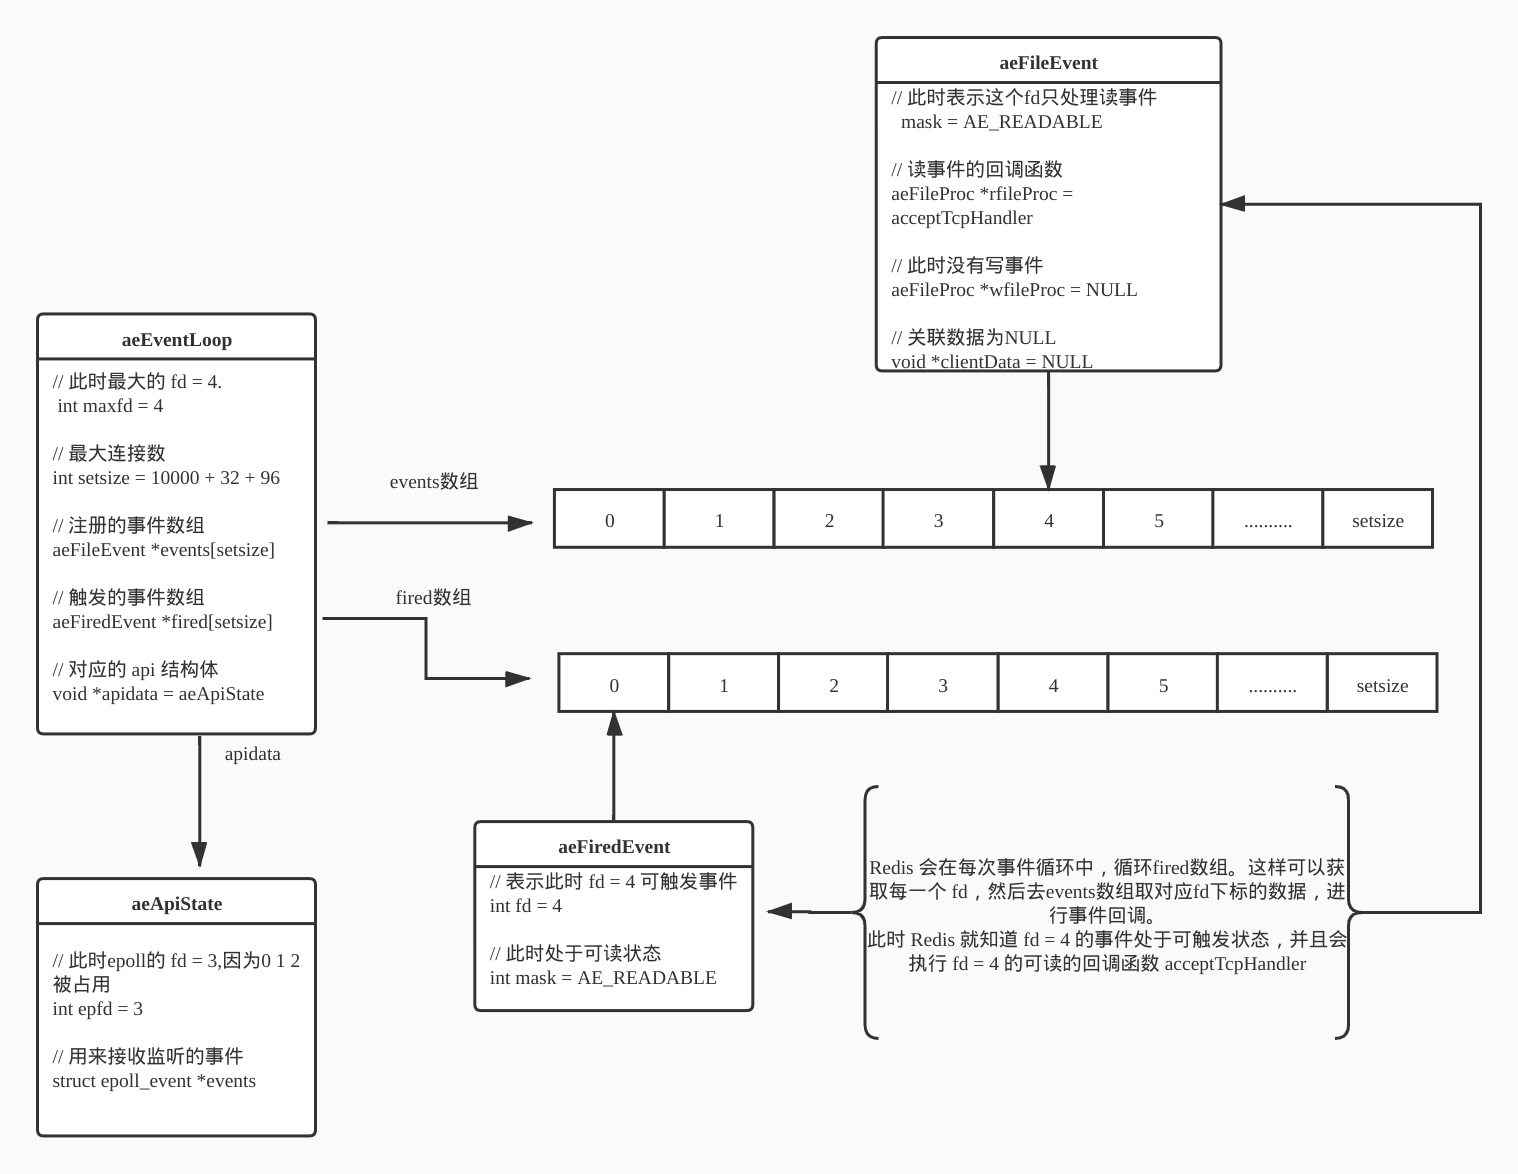 aeFileEvent
// 此时表示这个fd只处理读事件
mask = AE_READABLE
// 读事件的回调函数
aeFileProc *rfileProc =
acceptTcpHandler
// 此时没有写事件
aeFileProc *wfileProc = NULL
// 关联数据为NULL
void *clientData = NULL
aeEventLoop
// 此时最大的 fd = 4.
int maxfd = 4
// 最大连接数
int setsize = 10000 + 32 + 96
// 注册的事件数组
aeFileEvent *events[setsize]
// 触发的事件数组
aeFiredEvent *fired[setsize]
// 对应的 api 结构体
void *apidata = aeApiState
events数组
0 1 2 3 4 5 .......... setsize
fired数组
0 1 2 3 4 5 .......... setsize
apidata
aeApiState
// 此时epoll的 fd = 3,因为0 1 2
被占用
int epfd = 3
// 用来接收监听的事件
struct epoll_event *events
aeFiredEvent
// 表示此时 fd = 4 可触发事件
int fd = 4
// 此时处于可读状态
int mask = AE_READABLE
Redis 会在每次事件循环中，循环fired数组。这样可以获
取每一个 fd，然后去events数组取对应fd下标的数据，进
行事件回调。
此时 Redis 就知道 fd = 4 的事件处于可触发状态，并且会
执行 fd = 4 的可读的回调函数 acceptTcpHandler